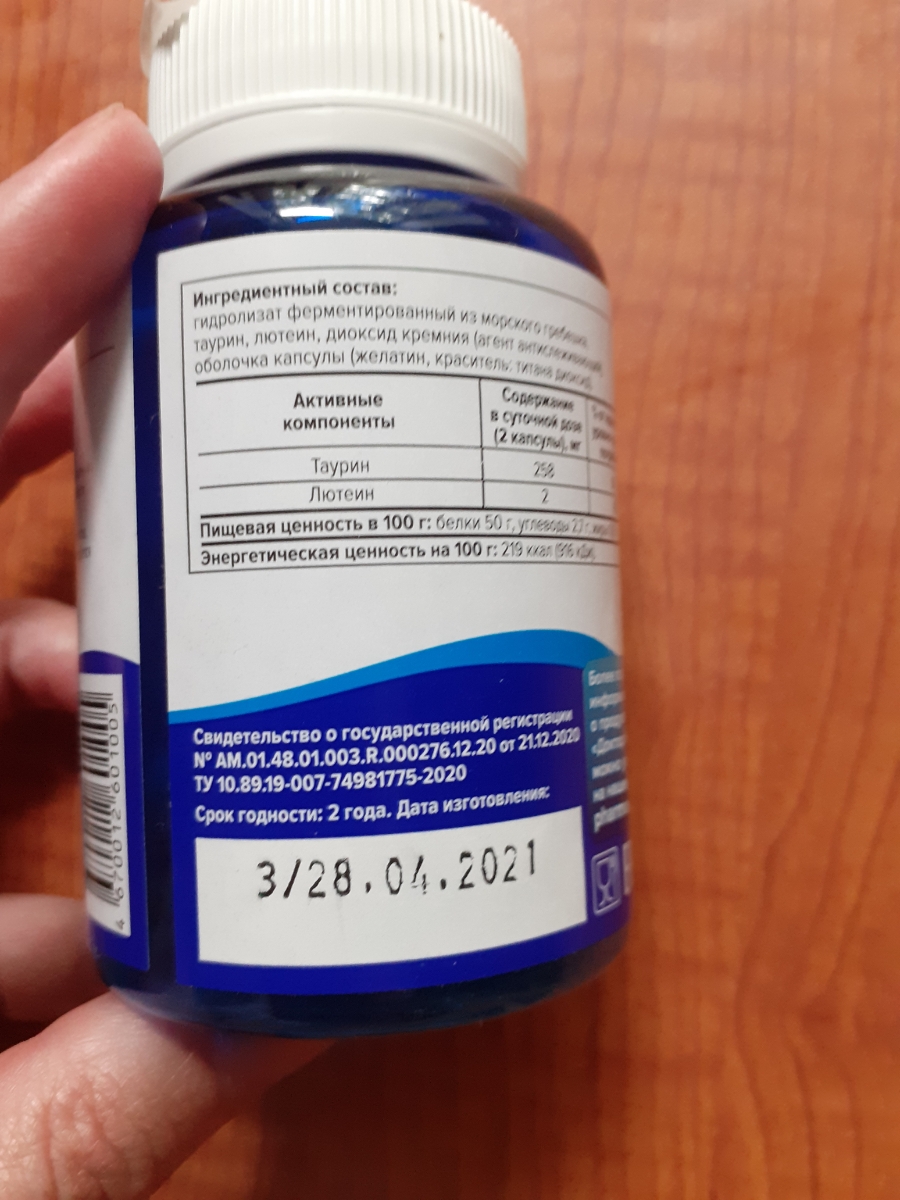 Ингредиентный состав:
гидролизат ферментированный из морского гребешка,
таурин, лютеин, диоксид кремния (агент антислеживающий),
оболочка капсулы (желатин, краситель: титана диоксид)
Активные
компоненты
Содержание
в суточной дозе
(2 капсулы), мг
Таурин 258
Лютеин 2
Пищевая ценность в 100 г: белки 50 г, углеводы
Энергетическая ценность на 100 г: 219 ккал (916 кДж)
Свидетельство о государственной регистрации
№ AM.01.48.01.003.R.000276.12.20 от 21.12.2020
ТУ 10.89.19-007-74981775-2020
Срок годности: 2 года. Дата изготовления:
3/28.04.2021
4 670012 601005